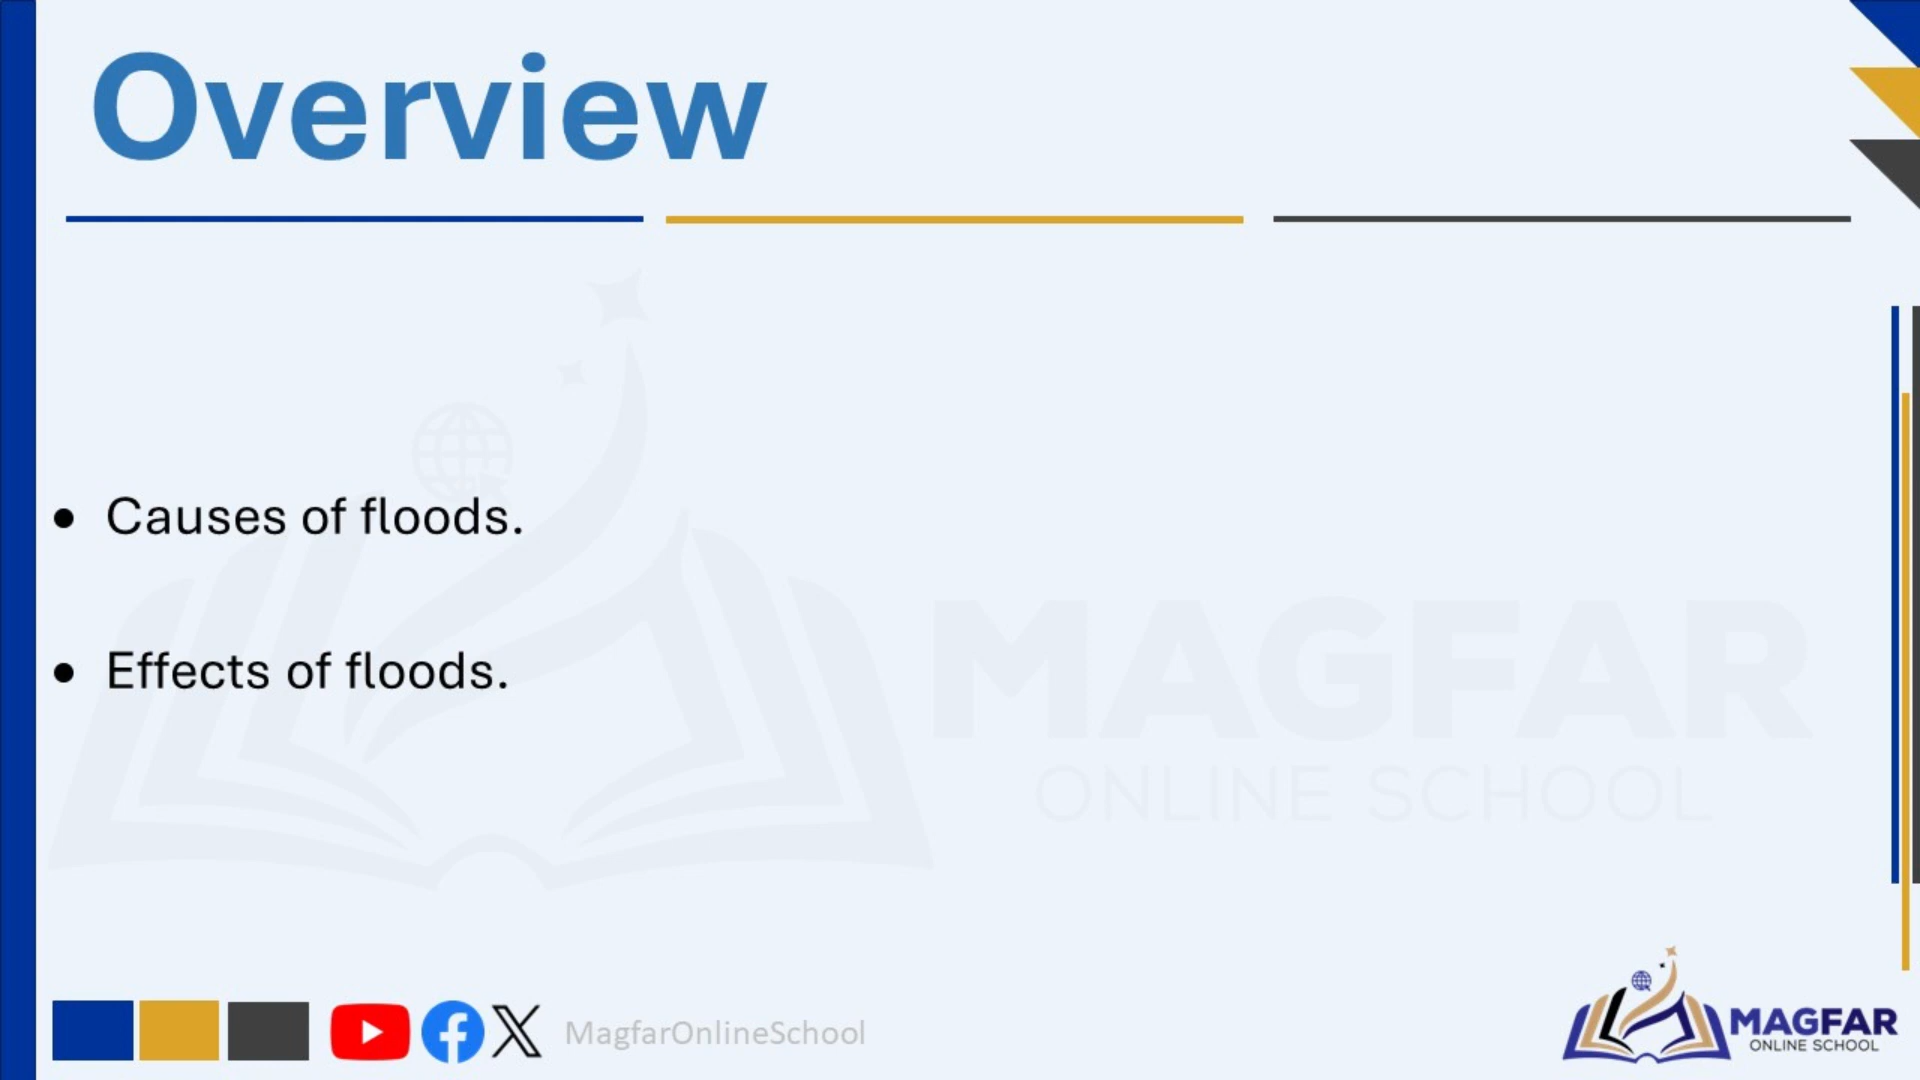 Overview
• Causes of floods.
• Effects of floods.
MAGFAR
ONLINE SCHOOL
MagfarOnlineSchool
MAGFAR
ONLINE SCHOOL